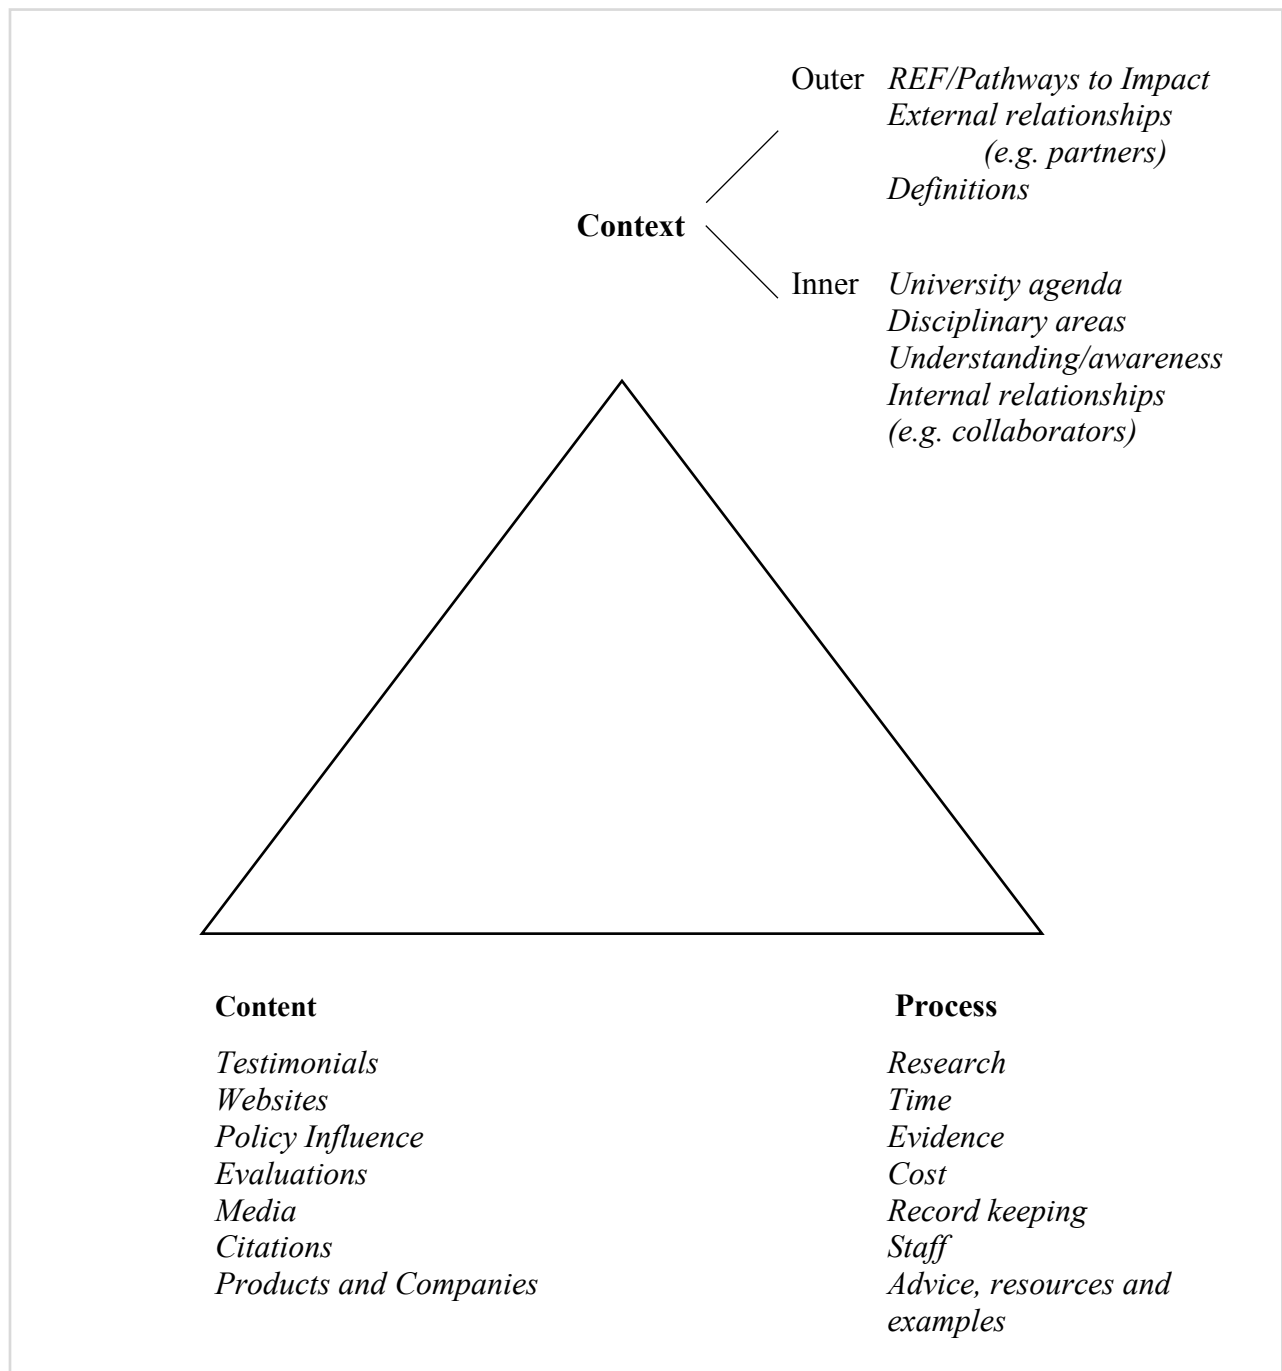 Outer REF/Pathways to Impact
External relationships
(e.g. partners)
Definitions
Context
Inner University agenda
Disciplinary areas
Understanding/awareness
Internal relationships
(e.g. collaborators)
Content
Testimonials
Websites
Policy Influence
Evaluations
Media
Citations
Products and Companies
Process
Research
Time
Evidence
Cost
Record keeping
Staff
Advice, resources and
examples